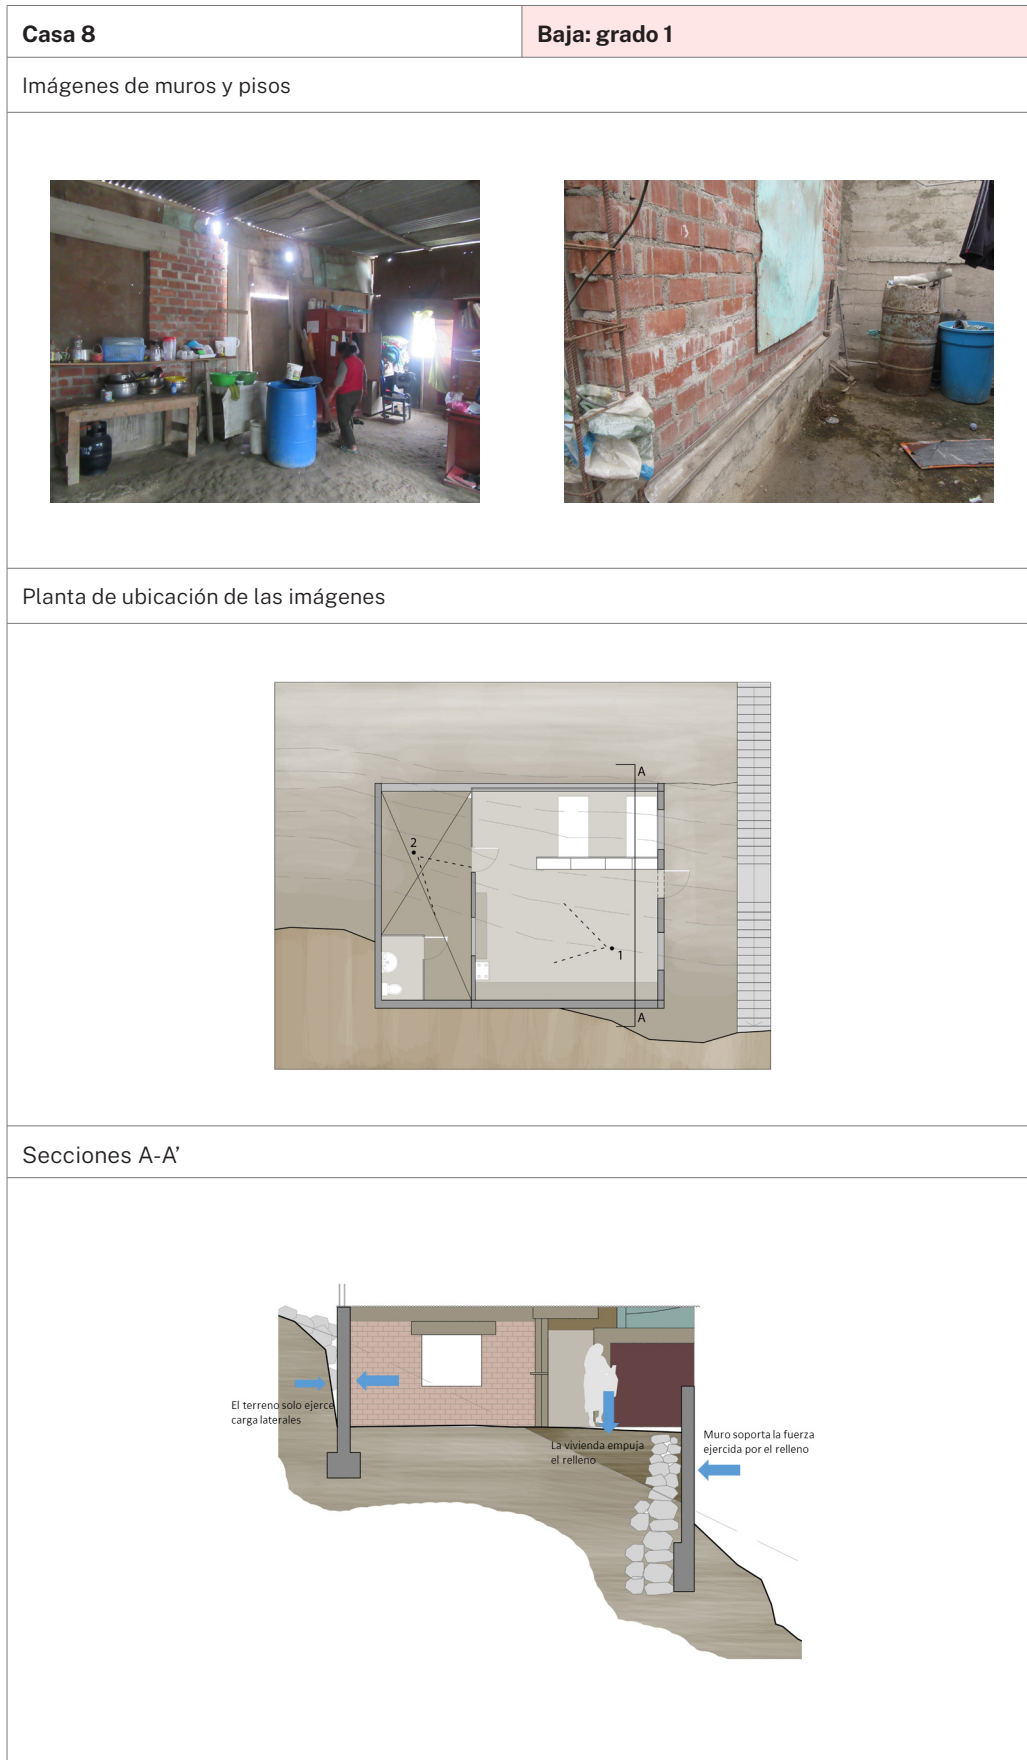 Casa 8
Baja: grado 1
Imágenes de muros y pisos
Planta de ubicación de las imágenes
A
2
1
A
Secciones A-A’
El terreno solo ejerce
carga laterales
La vivienda empuja
el relleno
Muro soporta la fuerza
ejercida por el relleno